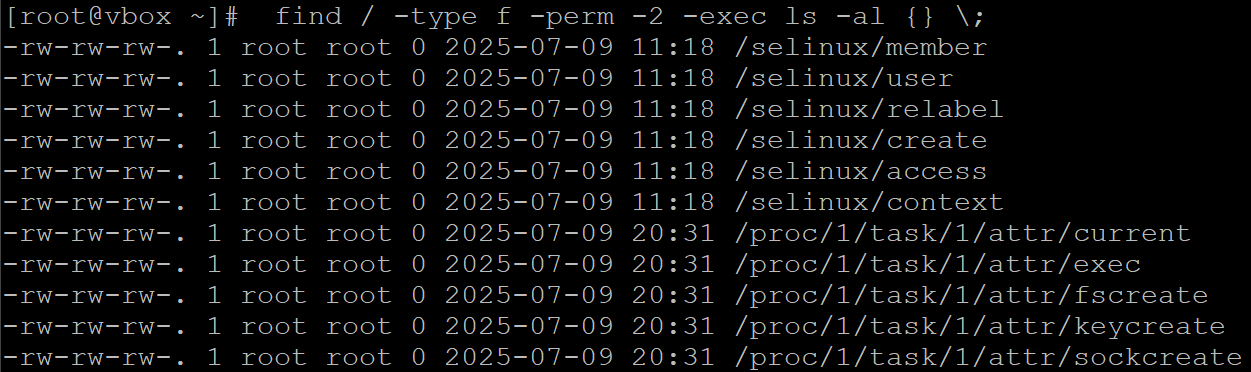 [root@vbox ~]#  find / -type f -perm -2 -exec ls -al {} \;
-rw-rw-rw-. 1 root root 0 2025-07-09 11:18 /selinux/member
-rw-rw-rw-. 1 root root 0 2025-07-09 11:18 /selinux/user
-rw-rw-rw-. 1 root root 0 2025-07-09 11:18 /selinux/relabel
-rw-rw-rw-. 1 root root 0 2025-07-09 11:18 /selinux/create
-rw-rw-rw-. 1 root root 0 2025-07-09 11:18 /selinux/access
-rw-rw-rw-. 1 root root 0 2025-07-09 11:18 /selinux/context
-rw-rw-rw-. 1 root root 0 2025-07-09 20:31 /proc/1/task/1/attr/current
-rw-rw-rw-. 1 root root 0 2025-07-09 20:31 /proc/1/task/1/attr/exec
-rw-rw-rw-. 1 root root 0 2025-07-09 20:31 /proc/1/task/1/attr/fscreate
-rw-rw-rw-. 1 root root 0 2025-07-09 20:31 /proc/1/task/1/attr/keycreate
-rw-rw-rw-. 1 root root 0 2025-07-09 20:31 /proc/1/task/1/attr/sockcreate